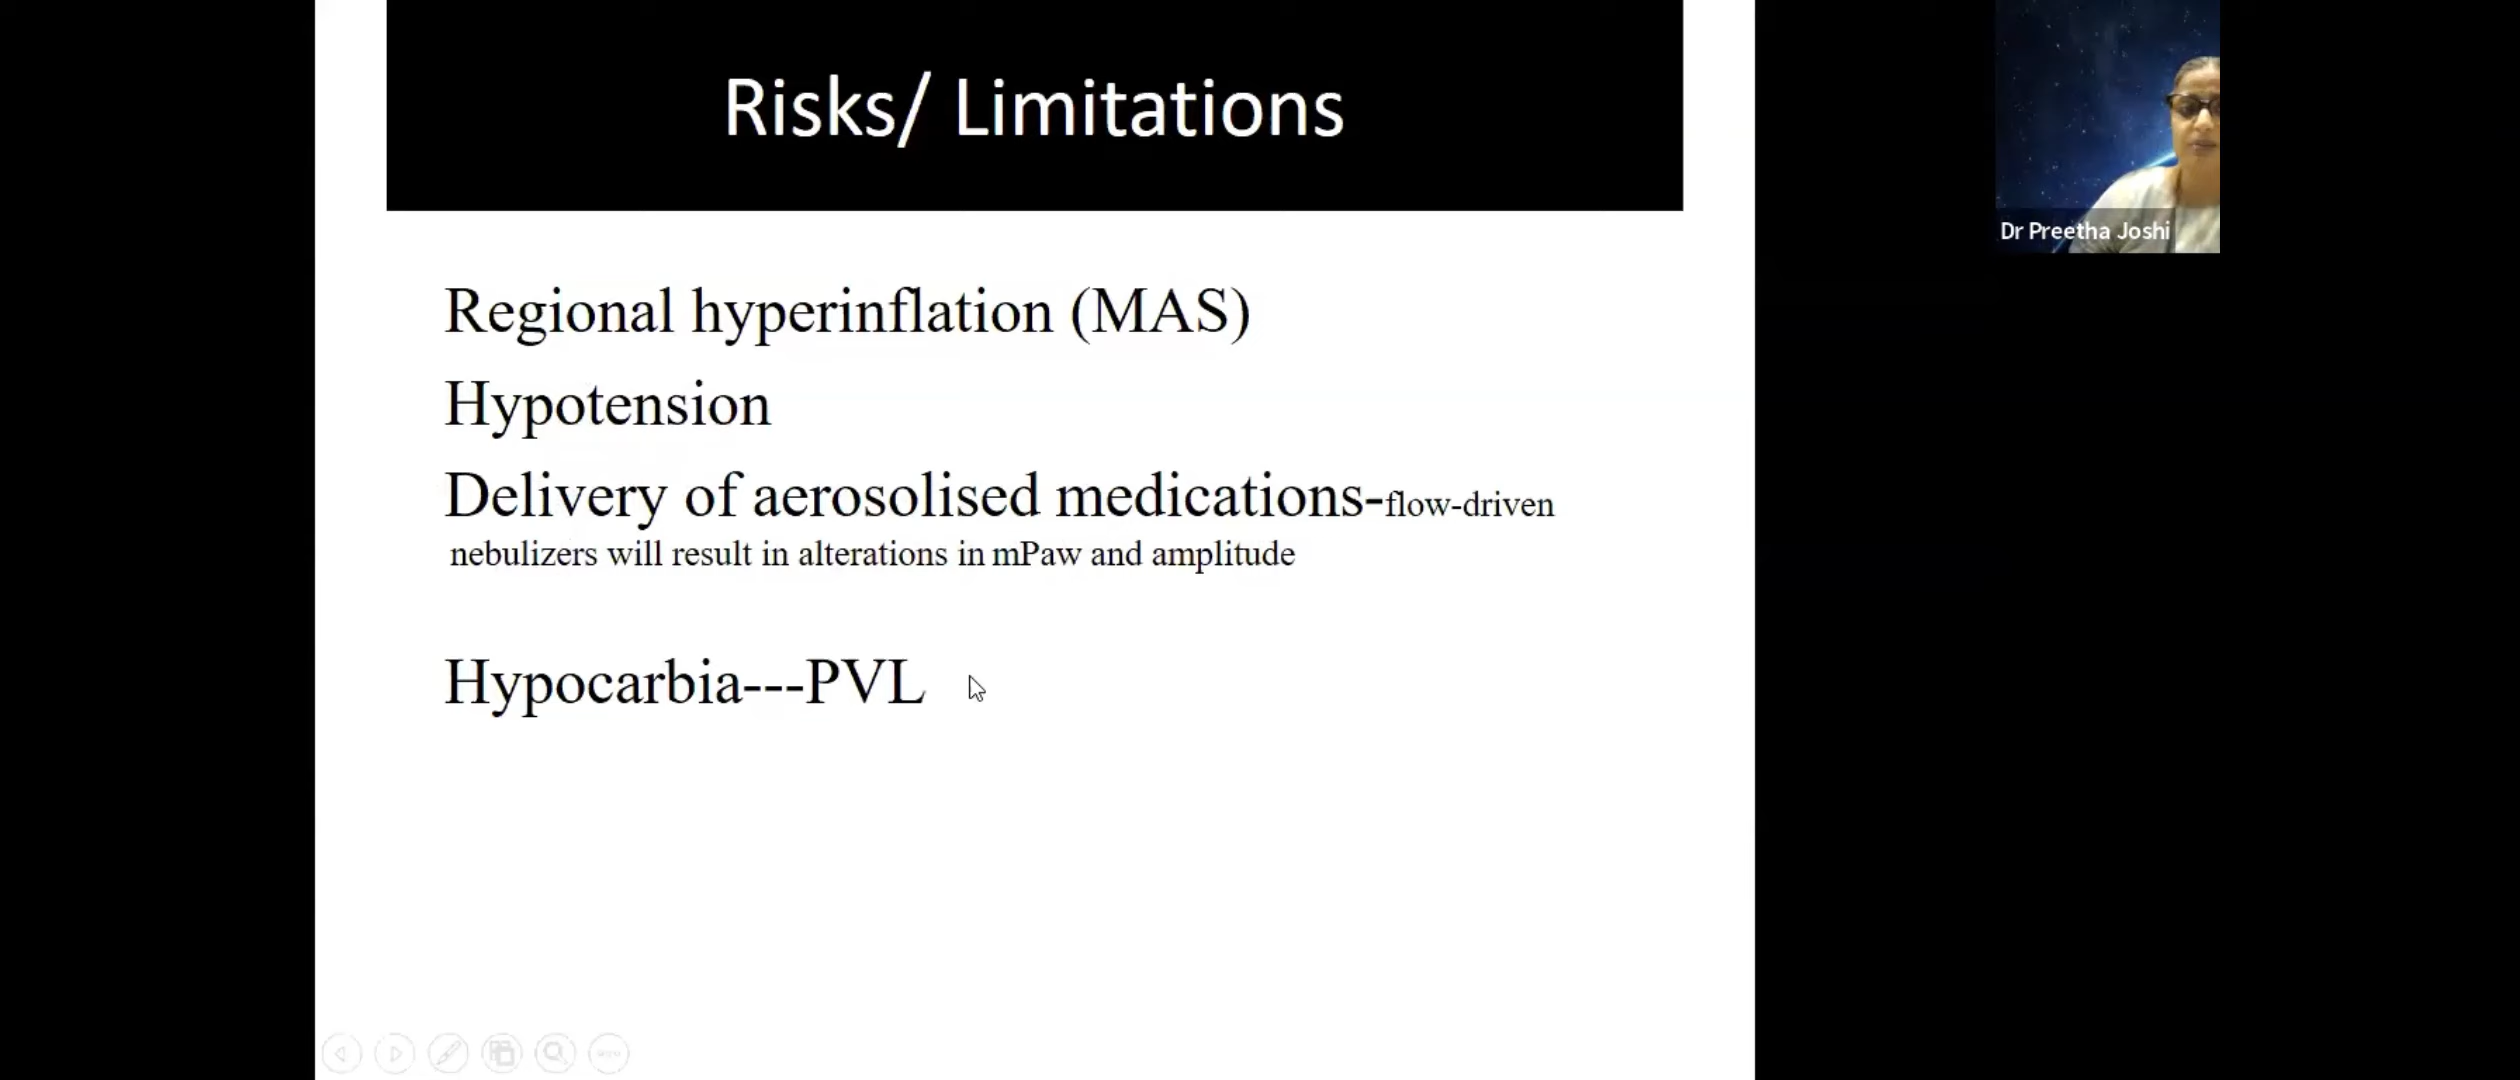 Risks/ Limitations
Dr Preetha Joshi
Regional hyperinflation (MAS)
Hypotension
Delivery of aerosolised medications-flow-driven
nebulizers will result in alterations in mPaw and amplitude
Hypocarbia---PVL